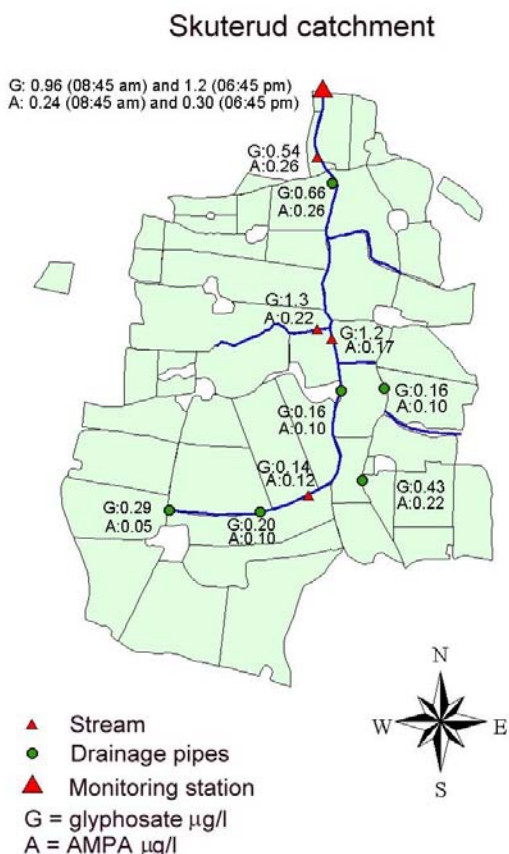 Skuterud catchment
G: 0.96 (08:45 am) and 1.2 (06:45 pm)
A: 0.24 (08:45 am) and 0.30 (06:45 pm)
G:0.54
A:0.26
G:0.66
A:0.26
G:1.3
A:0.22
G:1.2
A:0.17
G:0.16
A:0.10
G:0.16
A:0.10
G:0.14
A:0.12
G:0.43
A:0.22
G:0.29
A:0.05
G:0.20
A:0.10
N
W
E
S
Stream
Drainage pipes
Monitoring station
G = glyphosate µg/l
A = AMPA µg/l